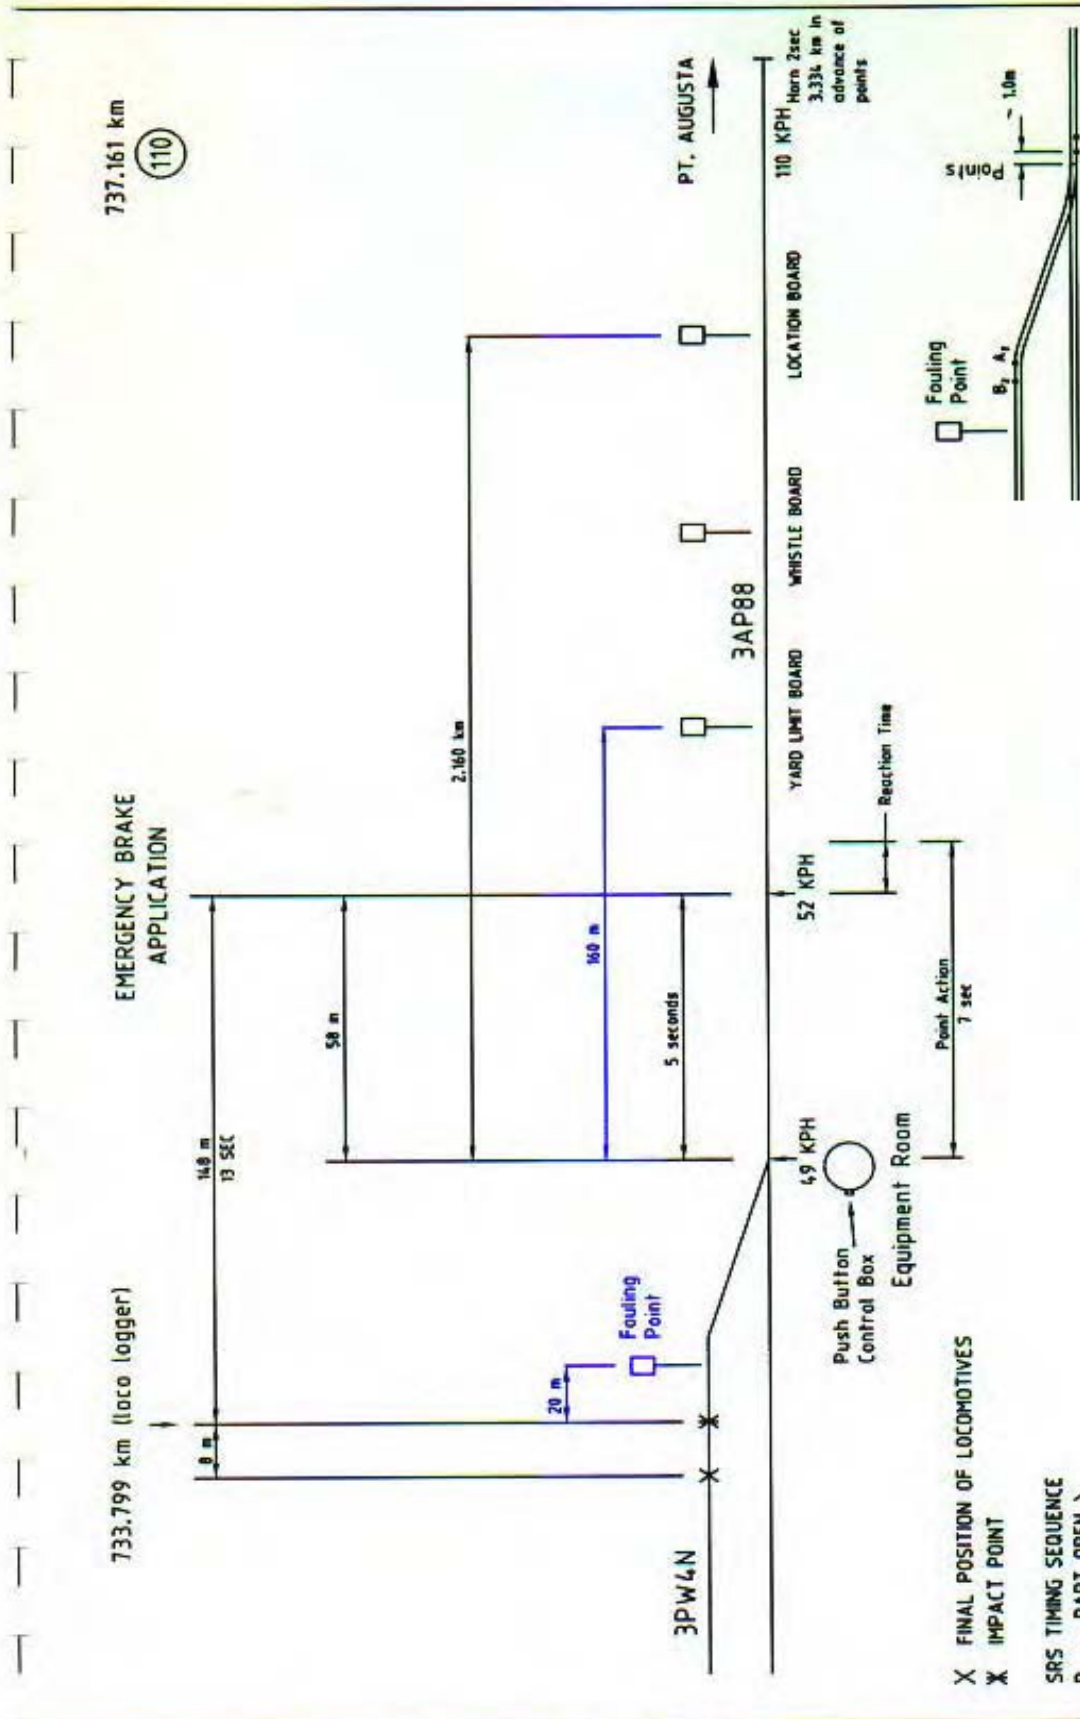 733.799 km (loco logger)
EMERGENCY BRAKE
APPLICATION
737.161 km
110
148 m
13 SEC
8 m
58 m
2.160 km
160 m
20 m
Fouling
Point
5 seconds
3PW4N
3AP88
PT. AUGUSTA
49 KPH
52 KPH
110 KPH
YARD LIMIT BOARD
WHISTLE BOARD
LOCATION BOARD
Horn 2sec
3.334 km in
advance of
points
Push Button
Control Box
Equipment Room
Reaction Time
Point Action
7 sec
Fouling
Point
B₂ A₁
Points
~ 1.0m
X FINAL POSITION OF LOCOMOTIVES
IMPACT POINT
SRS TIMING SEQUENCE